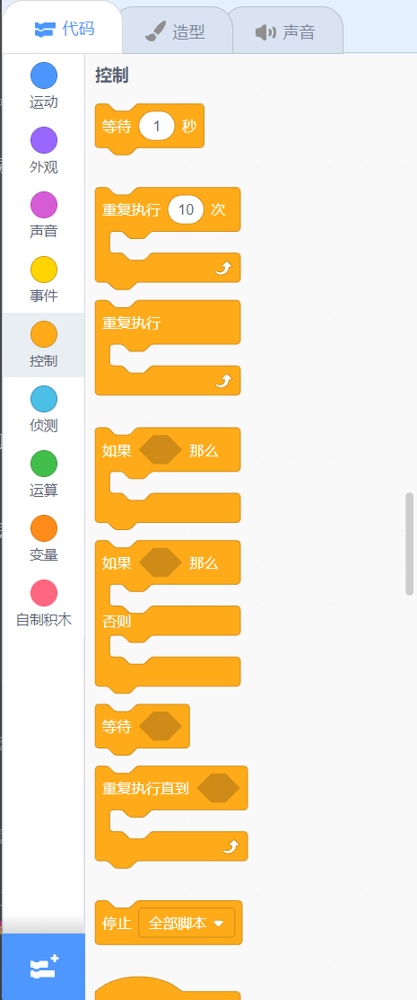 代码 造型 声音
运动
外观
声音
事件
控制
侦测
运算
变量
自制积木
控制
等待 1 秒
重复执行 10 次
重复执行
如果 那么
如果 那么
否则
等待
重复执行直到
停止 全部脚本